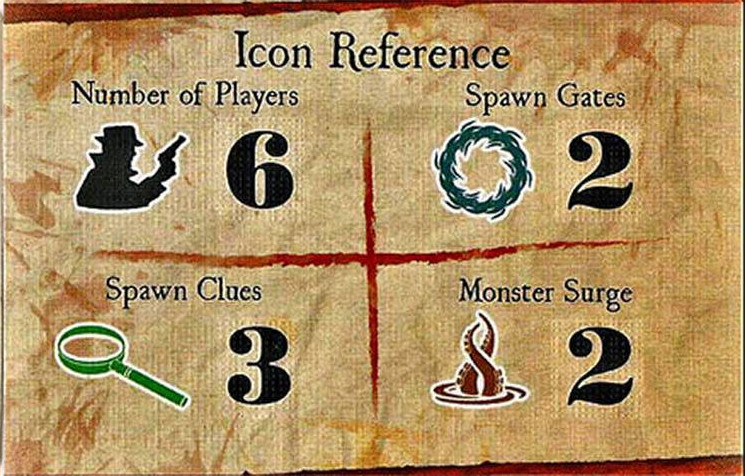 Icon Reference
Number of Players
6
Spawn Gates
2
Spawn Clues
3
Monster Surge
2